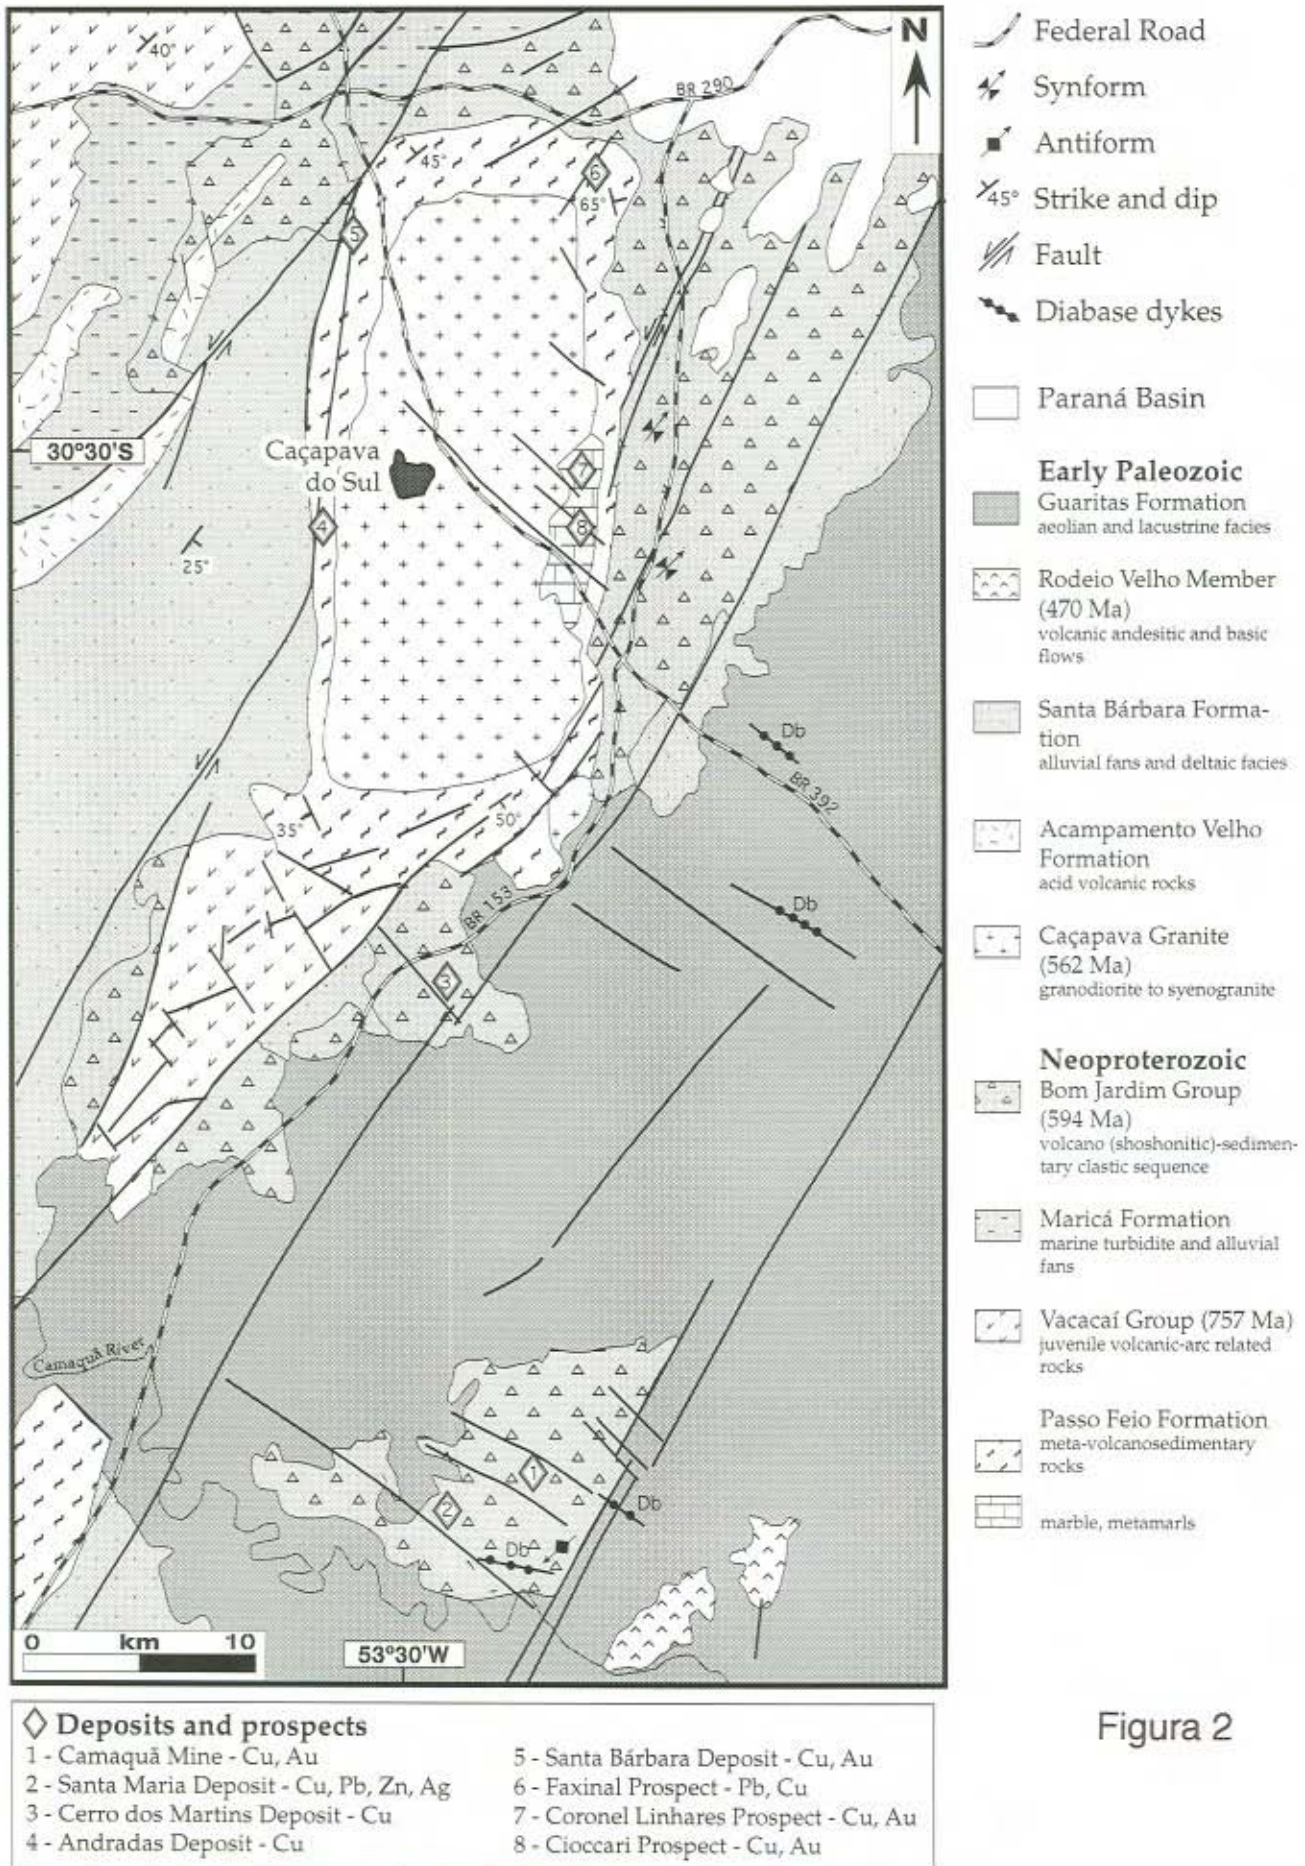 40°
N
BR 290
45°
6
65°
5
30°30'S
Caçapava
do Sul
7
4
8
25°
Db
BR 392
35°
50°
Db
BR 153
3
Camaquã River
1
2
Db
Db
0 km 10
53°30'W
Federal Road
Synform
Antiform
45° Strike and dip
Fault
Diabase dykes
Paraná Basin
Early Paleozoic
Guaritas Formation
aeolian and lacustrine facies
Rodeio Velho Member
(470 Ma)
volcanic andesitic and basic
flows
Santa Bárbara Forma-
tion
alluvial fans and deltaic facies
Acampamento Velho
Formation
acid volcanic rocks
Caçapava Granite
(562 Ma)
granodiorite to syenogranite
Neoproterozoic
Bom Jardim Group
(594 Ma)
volcano (shoshonitic)-sedimen-
tary clastic sequence
Maricá Formation
marine turbidite and alluvial
fans
Vacacaí Group (757 Ma)
juvenile volcanic-arc related
rocks
Passo Feio Formation
meta-volcanosedimentary
rocks
marble, metamarls
Deposits and prospects
1 - Camaquã Mine - Cu, Au
2 - Santa Maria Deposit - Cu, Pb, Zn, Ag
3 - Cerro dos Martins Deposit - Cu
4 - Andradas Deposit - Cu
5 - Santa Bárbara Deposit - Cu, Au
6 - Faxinal Prospect - Pb, Cu
7 - Coronel Linhares Prospect - Cu, Au
8 - Cioccari Prospect - Cu, Au
Figura 2